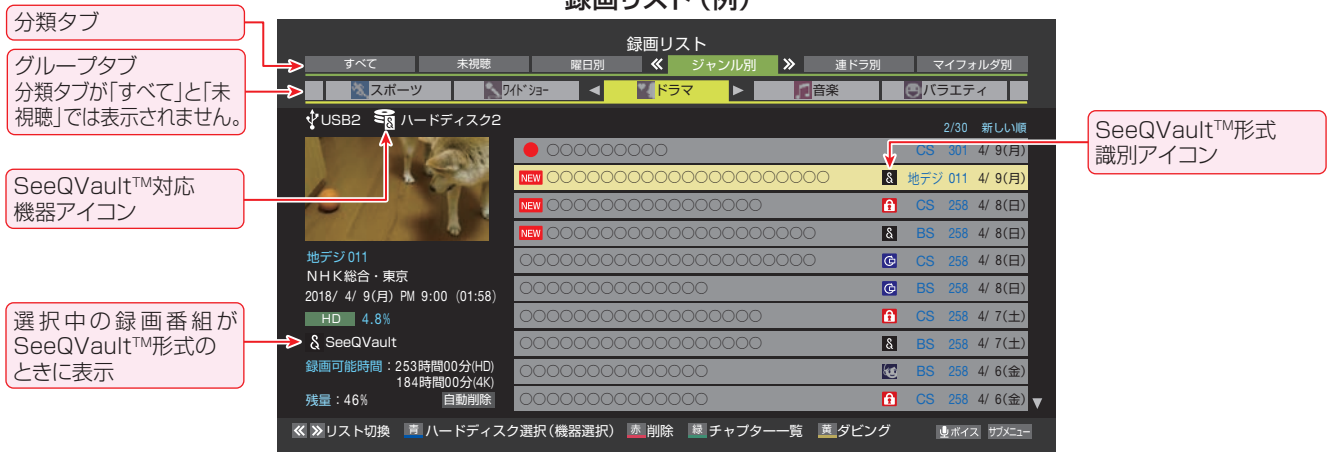 録画リスト(例)
分類タブ
グループタブ
分類タブが「すべて」と「未
視聴」では表示されません。
SeeQVault™対応
機器アイコン
選択中の録画番組が
SeeQVault™形式の
ときに表示
SeeQVault™形式
識別アイコン
録画リスト
すべて 未視聴 曜日別 ジャンル別 連ドラ別 マイフォルダ別
スポーツ ワイドショー ドラマ 音楽 バラエティ
USB2 ハードディスク2
2/30 新しい順
○○○○○○○○○ CS 301 4/ 9(月)
NEW ○○○○○○○○○○○○○○○○○○○○○ & 地デジ 011 4/ 9(月)
NEW ○○○○○○○○○○○○○○○○ CS 258 4/ 8(日)
NEW ○○○○○○○○○○○○○○○○○○○○ & BS 258 4/ 8(日)
○○○○○○○○○○○○○○○○○○○○○○ CS 258 4/ 8(日)
○○○○○○○○○○○○○○ BS 258 4/ 8(日)
○○○○○○○○○○○○○○○○○○ CS 258 4/ 7(土)
○○○○○○○○○○○○○○○○○○ & BS 258 4/ 7(土)
○○○○○○○○○○○○○○ BS 258 4/ 6(金)
○○○○○○○○○○○○○○ CS 258 4/ 6(金)
地デジ 011
NHK総合・東京
2018/ 4/ 9(月) PM 9:00 (01:58)
HD 4.8%
& SeeQVault
録画可能時間:253時間00分(HD)
184時間00分(4K)
残量:46% 自動削除
リスト切換 青 ハードディスク選択(機器選択) 赤 削除 緑 チャプター一覧 黄 ダビング ボイス サブメニュー